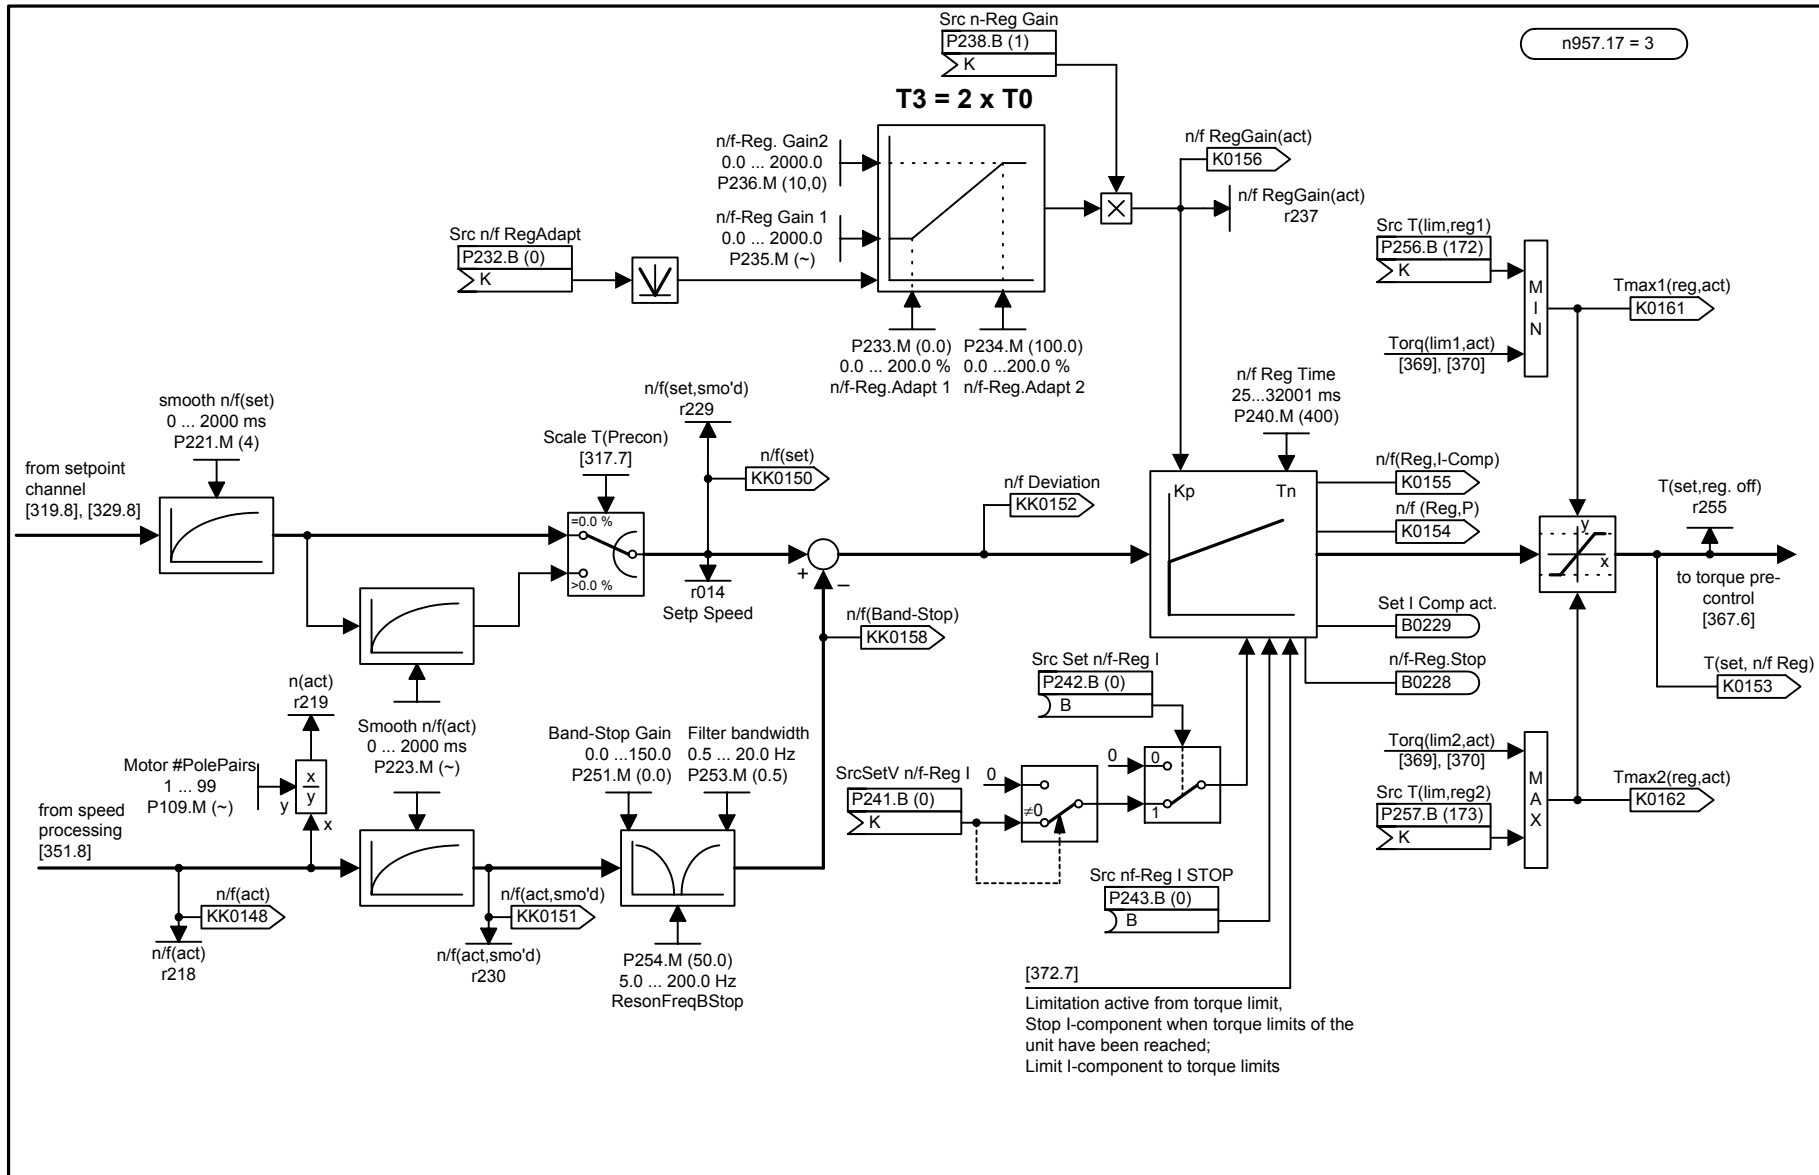 Src n-Reg Gain
P238.B (1)
K
n957.17 = 3
T3 = 2 x T0
n/f-Reg. Gain2
0.0 ... 2000.0
P236.M (10,0)
n/f-Reg Gain 1
0.0 ... 2000.0
P235.M (~)
n/f RegGain(act)
K0156
n/f RegGain(act)
r237
Src n/f RegAdapt
P232.B (0)
K
P233.M (0.0)
0.0 ... 200.0 %
n/f-Reg.Adapt 1
P234.M (100.0)
0.0 ...200.0 %
n/f-Reg.Adapt 2
Src T(lim,reg1)
P256.B (172)
K
Torq(lim1,act)
[369], [370]
M
I
N
Tmax1(reg,act)
K0161
n/f Reg Time
25...32001 ms
P240.M (400)
smooth n/f(set)
0 ... 2000 ms
P221.M (4)
from setpoint
channel
[319.8], [329.8]
Scale T(Precon)
[317.7]
=0.0 %
>0.0 %
n/f(set,smo'd)
r229
n/f(set)
KK0150
r014
Setp Speed
+
–
n/f Deviation
KK0152
Kp
Tn
n/f(Reg,I-Comp)
K0155
n/f (Reg,P)
K0154
y
x
T(set,reg. off)
r255
to torque pre-
control
[367.6]
Set I Comp act.
B0229
n/f-Reg.Stop
B0228
T(set, n/f Reg)
K0153
n/f(Band-Stop)
KK0158
n(act)
r219
Motor #PolePairs
1 ... 99
P109.M (~)
x
y
y
x
Smooth n/f(act)
0 ... 2000 ms
P223.M (~)
Band-Stop Gain
0.0 ...150.0
P251.M (0.0)
Filter bandwidth
0.5 ... 20.0 Hz
P253.M (0.5)
Src Set n/f-Reg I
P242.B (0)
B
SrcSetV n/f-Reg I
P241.B (0)
K
0
≠0
0
0
1
Torq(lim2,act)
[369], [370]
Src T(lim,reg2)
P257.B (173)
K
M
A
X
Tmax2(reg,act)
K0162
from speed
processing
[351.8]
n/f(act)
KK0148
n/f(act)
r218
n/f(act,smo'd)
KK0151
n/f(act,smo'd)
r230
P254.M (50.0)
5.0 ... 200.0 Hz
ResonFreqBStop
Src nf-Reg I STOP
P243.B (0)
B
[372.7]
Limitation active from torque limit,
Stop I-component when torque limits of the
unit have been reached;
Limit I-component to torque limits